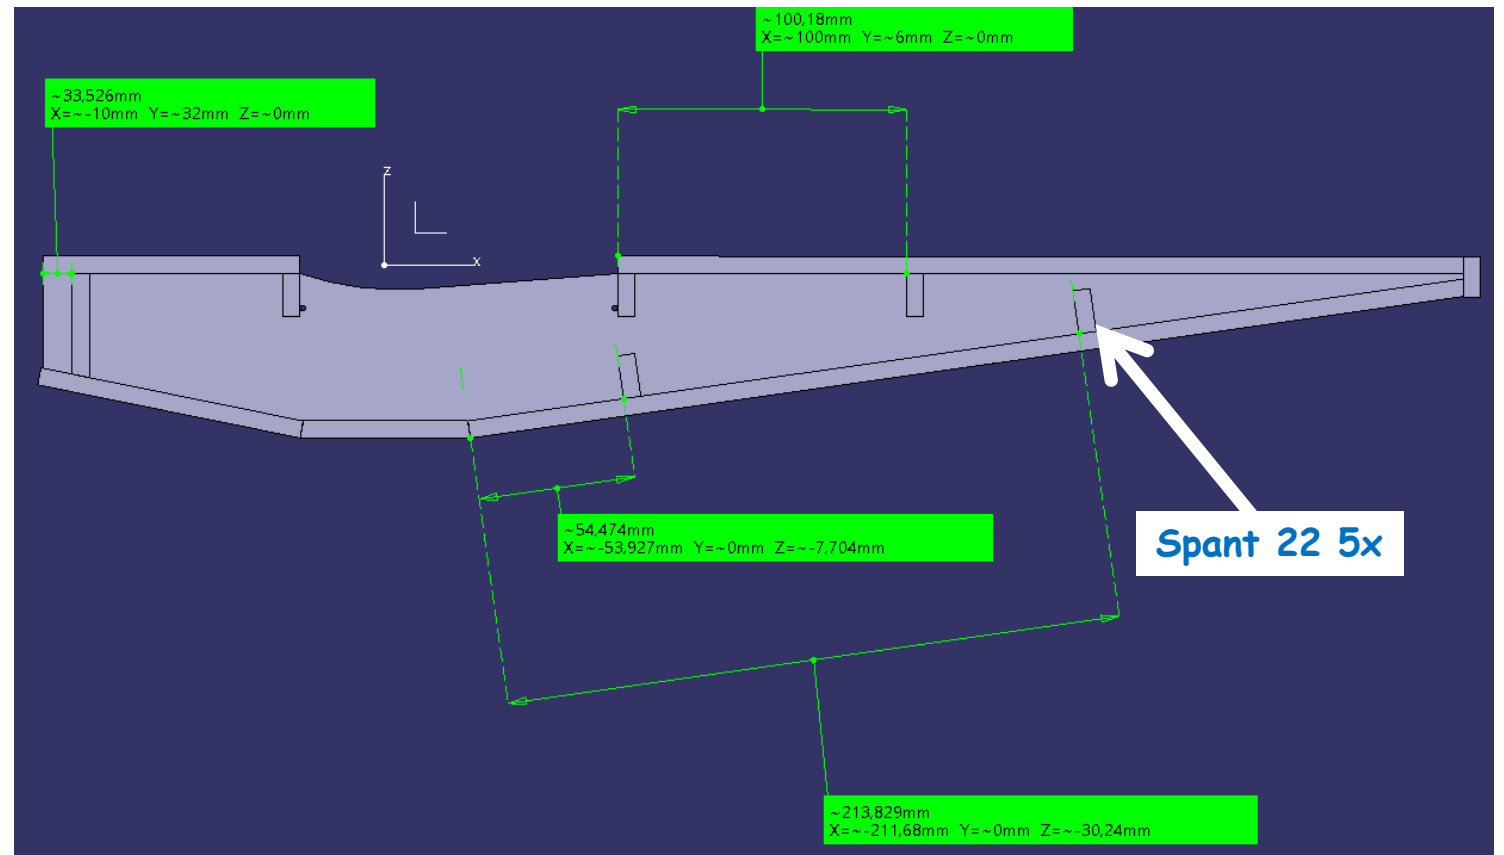 ~100,18mm
X=~100mm Y=~6mm Z=~0mm
~33,526mm
X=~-10mm Y=~32mm Z=~0mm
z
x
~54,474mm
X=~-53,927mm Y=~0mm Z=~-7,704mm
Spant 22 5x
~213,829mm
X=~-211,68mm Y=~0mm Z=~-30,24mm